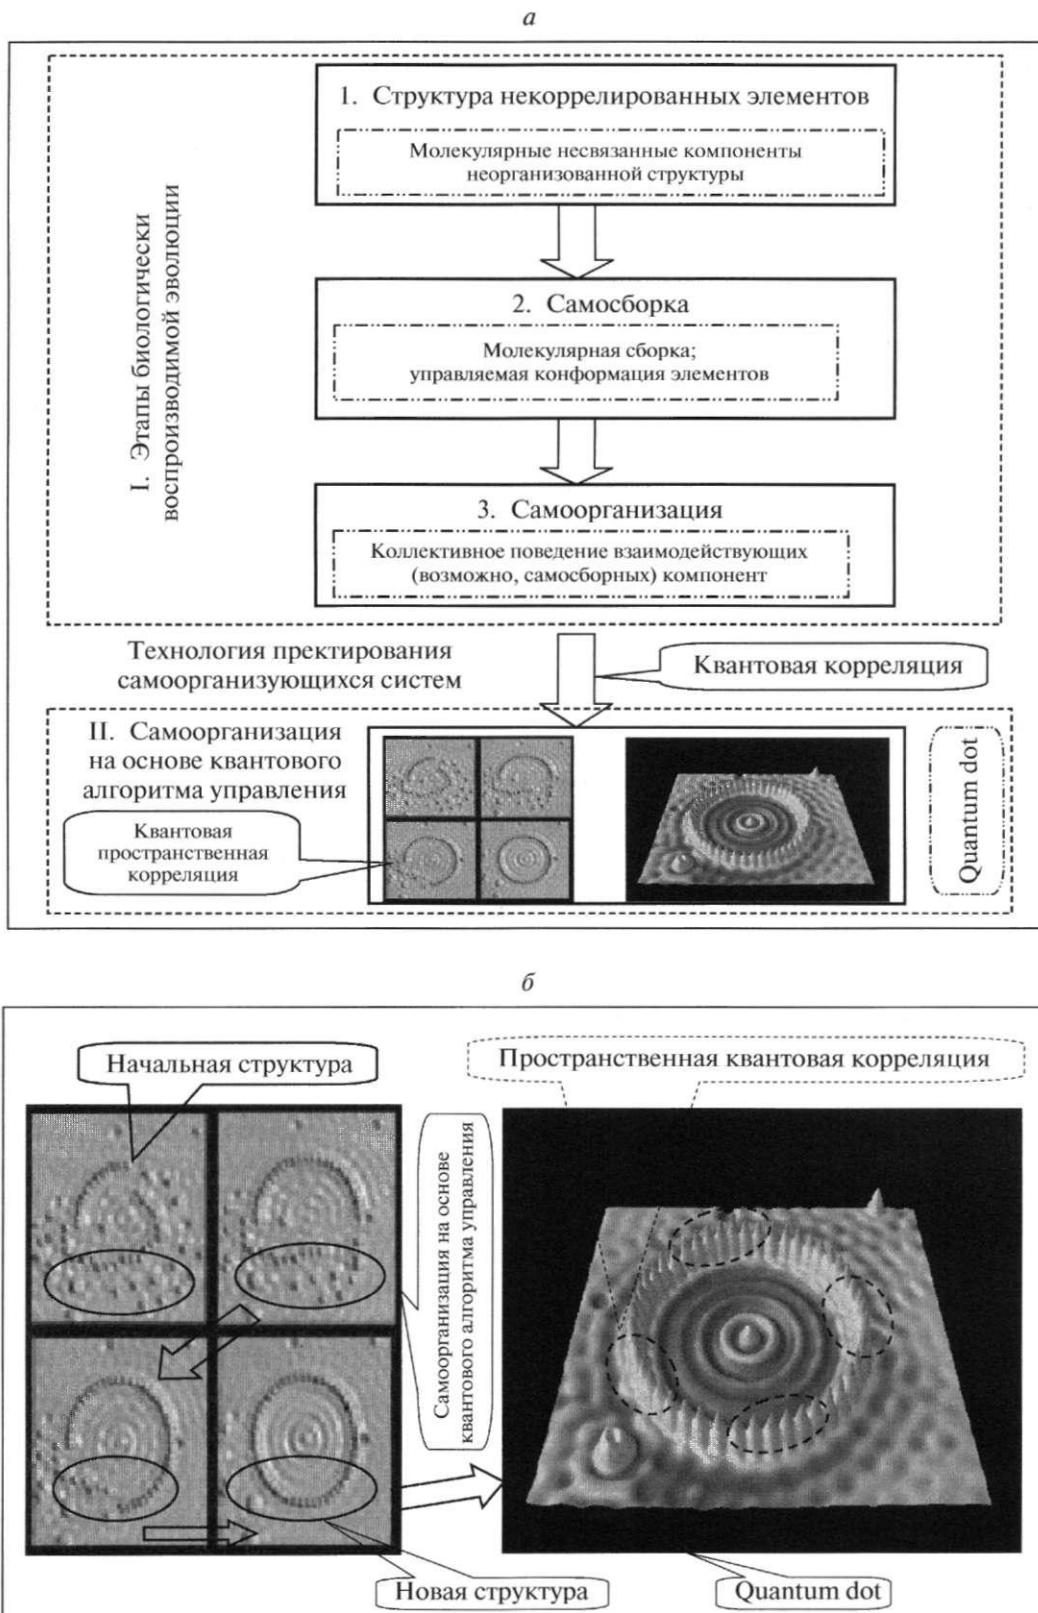 а
1. Структура некоррелированных элементов
Молекулярные несвязанные компоненты
неорганизованной структуры
I. Этапы биологически
воспроизводимой эволюции
2. Самосборка
Молекулярная сборка;
управляемая конформация элементов
3. Самоорганизация
Коллективное поведение взаимодействующих
(возможно, самосборных) компонент
Технология пректирования
самоорганизующихся систем
Квантовая корреляция
II. Самоорганизация
на основе квантового
алгоритма управления
Квантовая
пространственная
корреляция
Quantum dot
б
Начальная структура
Пространственная квантовая корреляция
Самоорганизация на основе
квантового алгоритма управления
Новая структура
Quantum dot